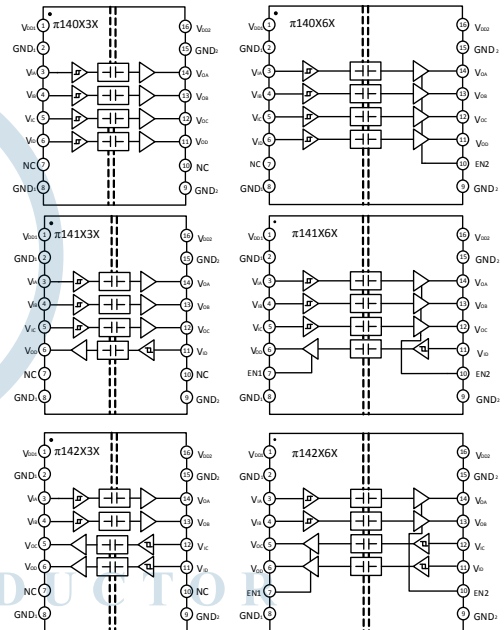 π140X3X
VDD1 1 16 VDD2
GND1 2 15 GND2
VIA 3 14 VOA
VIB 4 13 VOB
VIC 5 12 VOC
VID 6 11 VOD
NC 7 10 NC
GND1 8 9 GND2
π140X6X
VDD1 1 16 VDD2
GND1 2 15 GND2
VIA 3 14 VOA
VIB 4 13 VOB
VIC 5 12 VOC
VID 6 11 VOD
NC 7 10 EN2
GND1 8 9 GND2
π141X3X
VDD1 1 16 VDD2
GND1 2 15 GND2
VIA 3 14 VOA
VIB 4 13 VOB
VIC 5 12 VOC
VOD 6 11 VID
NC 7 10 NC
GND1 8 9 GND2
π141X6X
VDD1 1 16 VDD2
GND1 2 15 GND2
VIA 3 14 VOA
VIB 4 13 VOB
VIC 5 12 VOC
VOD 6 11 VID
EN1 7 10 EN2
GND1 8 9 GND2
π142X3X
VDD1 1 16 VDD2
GND1 2 15 GND2
VIA 3 14 VOA
VIB 4 13 VOB
VOC 5 12 VIC
VOD 6 11 VID
NC 7 10 NC
GND1 8 9 GND2
π142X6X
VDD1 1 16 VDD2
GND1 2 15 GND2
VIA 3 14 VOA
VIB 4 13 VOB
VOC 5 12 VIC
VOD 6 11 VID
EN1 7 10 EN2
GND1 8 9 GND2
DUCTOR